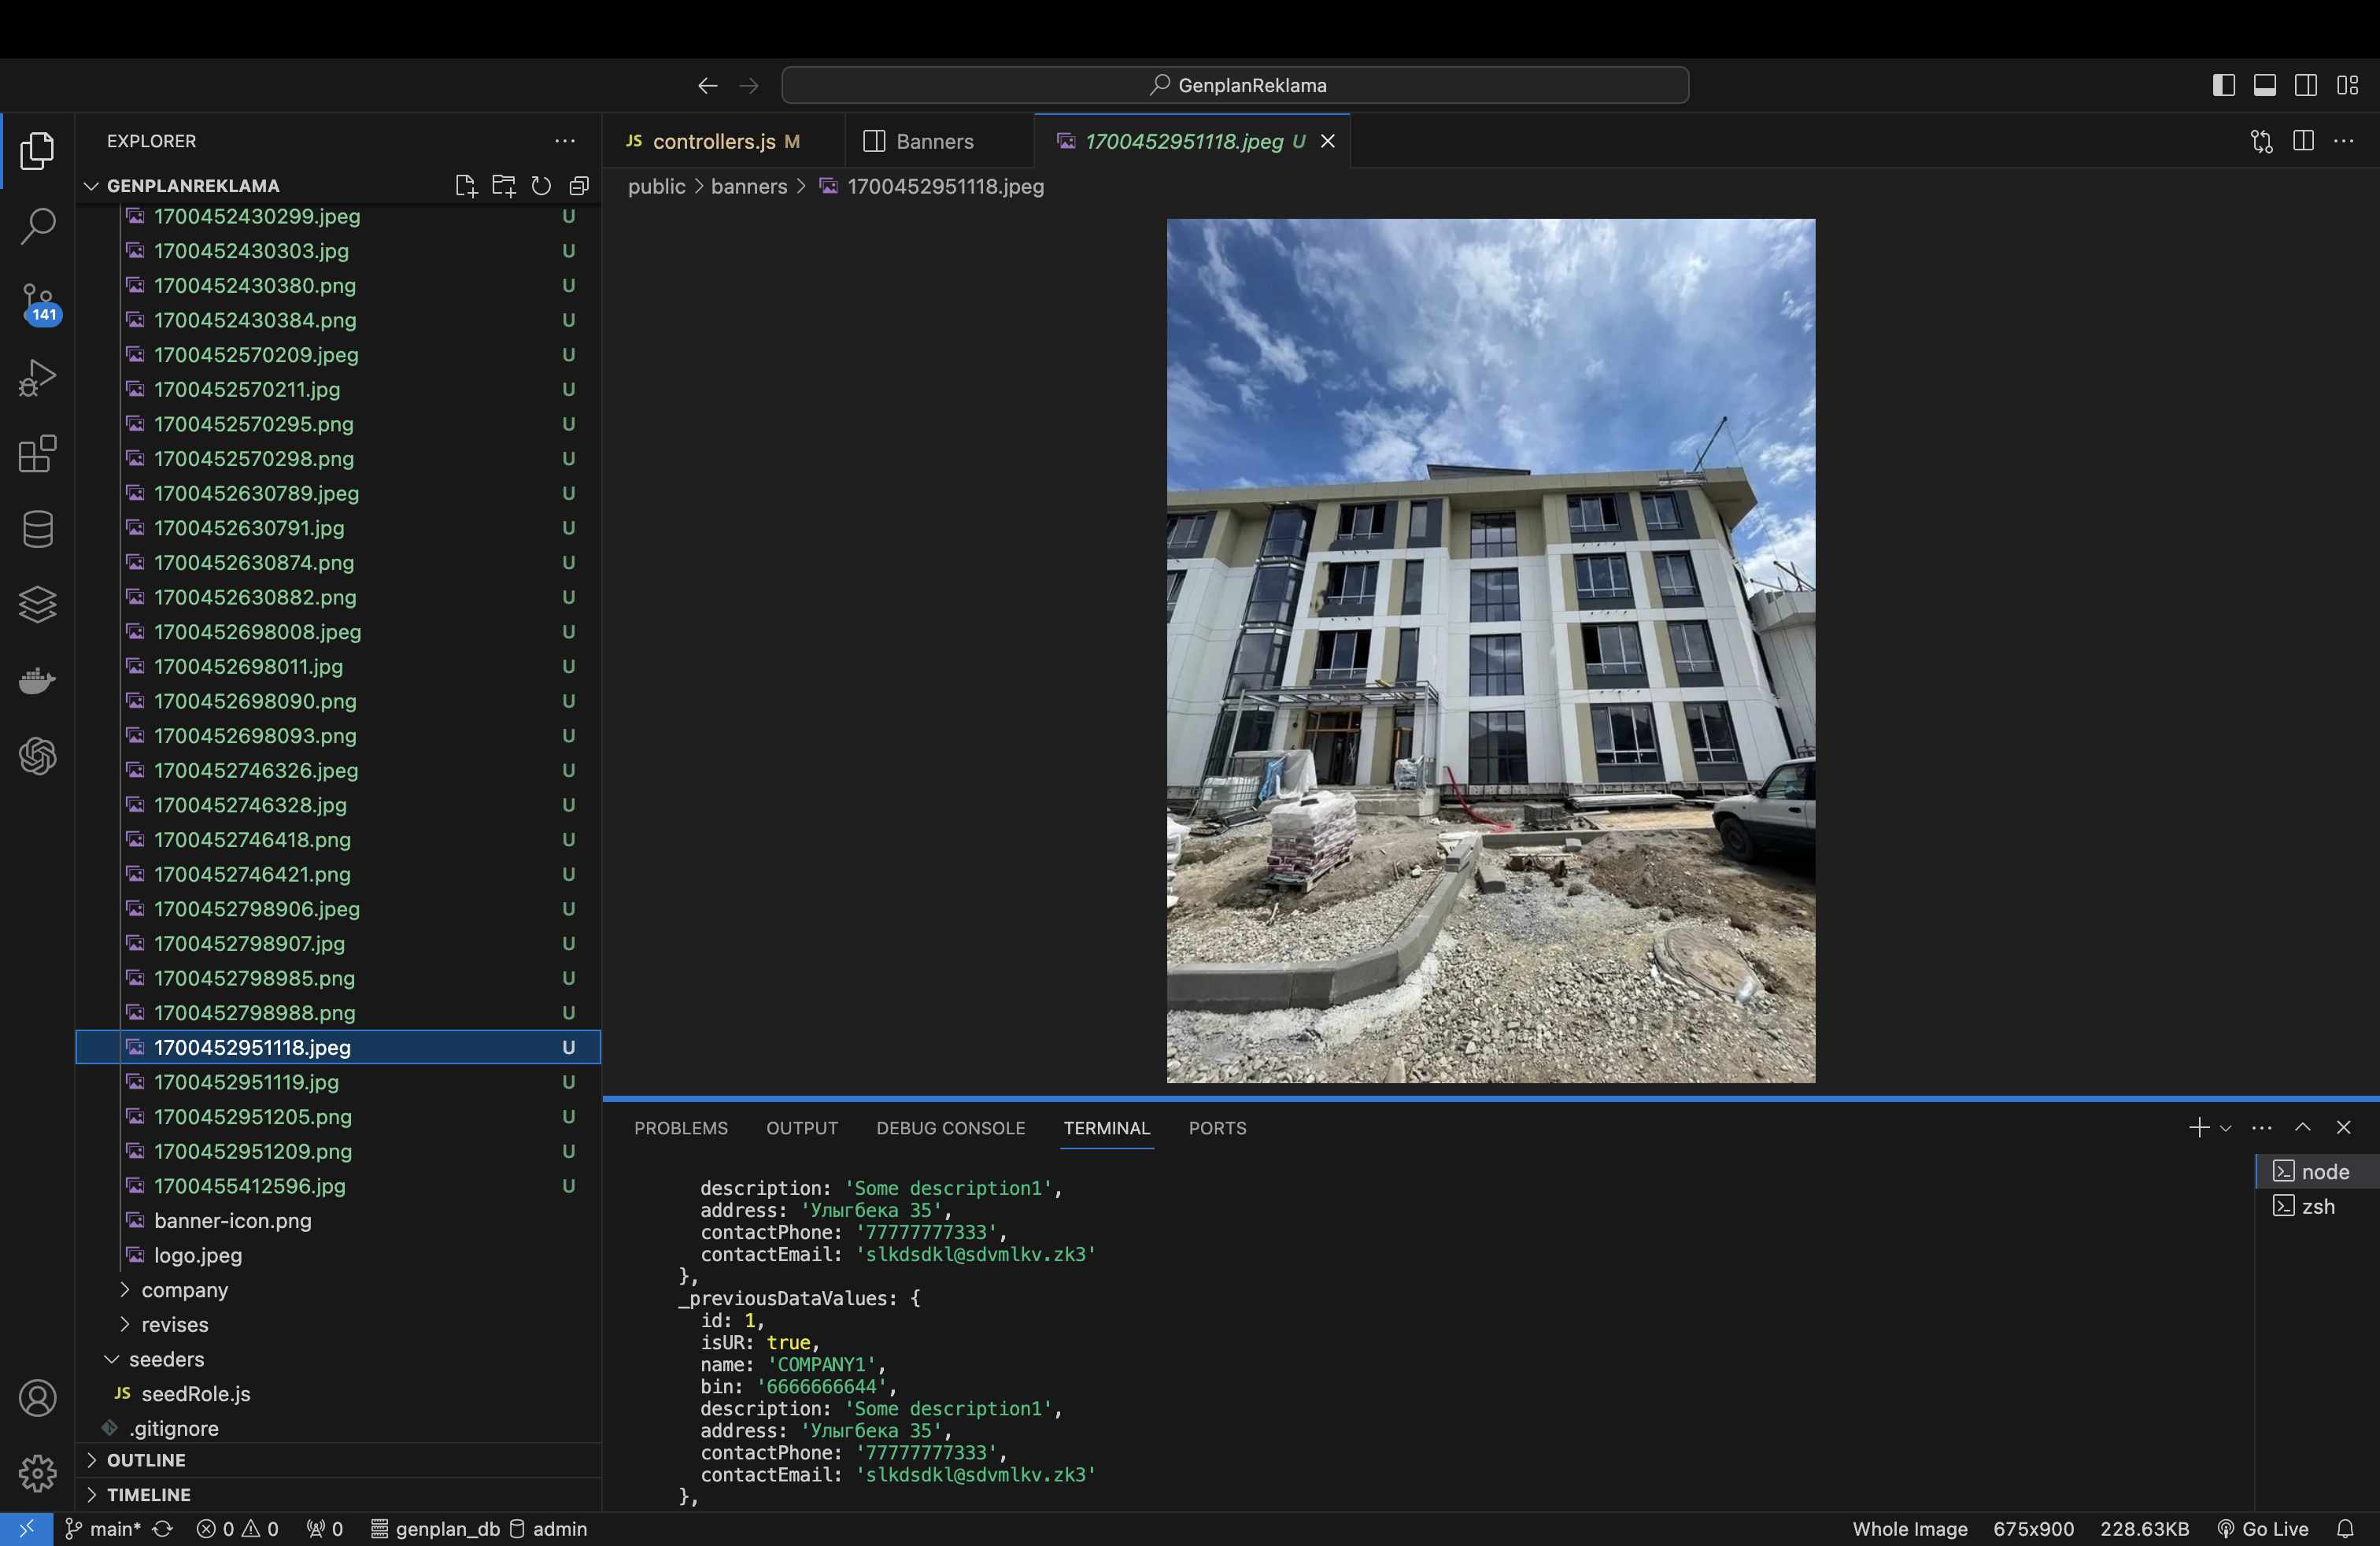 GenplanReklama
EXPLORER
GENPLANREKLAMA
1700452430299.jpeg U
1700452430303.jpg U
1700452430380.png U
1700452430384.png U
1700452570209.jpeg U
1700452570211.jpg U
1700452570295.png U
1700452570298.png U
1700452630789.jpeg U
1700452630791.jpg U
1700452630874.png U
1700452630882.png U
1700452698008.jpeg U
1700452698011.jpg U
1700452698090.png U
1700452698093.png U
1700452746326.jpeg U
1700452746328.jpg U
1700452746418.png U
1700452746421.png U
1700452798906.jpeg U
1700452798907.jpg U
1700452798985.png U
1700452798988.png U
1700452951118.jpeg U
1700452951119.jpg U
1700452951205.png U
1700452951209.png U
1700455412596.jpg U
banner-icon.png
logo.jpeg
company
revises
seeders
JS seedRole.js
.gitignore
OUTLINE
TIMELINE
141
JS controllers.js M
Banners
1700452951118.jpeg U
public > banners > 1700452951118.jpeg
PROBLEMS OUTPUT DEBUG CONSOLE TERMINAL PORTS
description: 'Some description1',
address: 'Улыгбека 35',
contactPhone: '77777777333',
contactEmail: 'slkdsdkl@sdvmlkv.zk3'
},
_previousDataValues: {
id: 1,
isUR: true,
name: 'COMPANY1',
bin: '6666666644',
description: 'Some description1',
address: 'Улыгбека 35',
contactPhone: '77777777333',
contactEmail: 'slkdsdkl@sdvmlkv.zk3'
},
node
zsh
main* 0 0 0 genplan_db admin
Whole Image 675x900 228.63KB Go Live